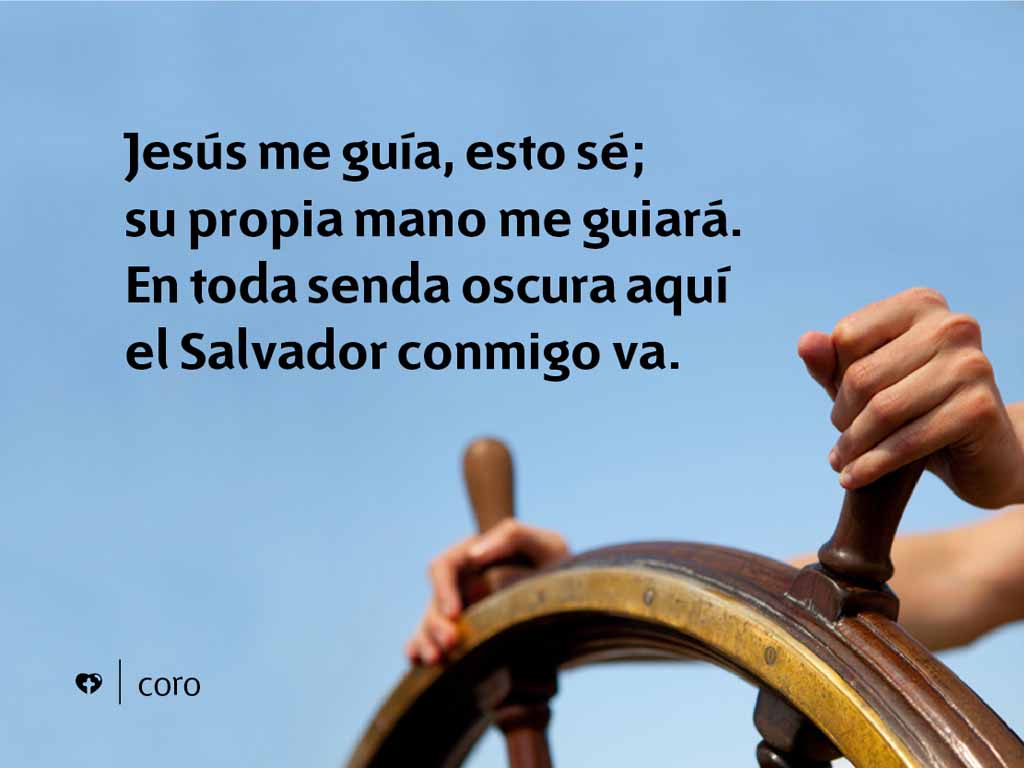 Jesús me guía, esto sé;
su propia mano me guiará.
En toda senda oscura aquí
el Salvador conmigo va.
coro